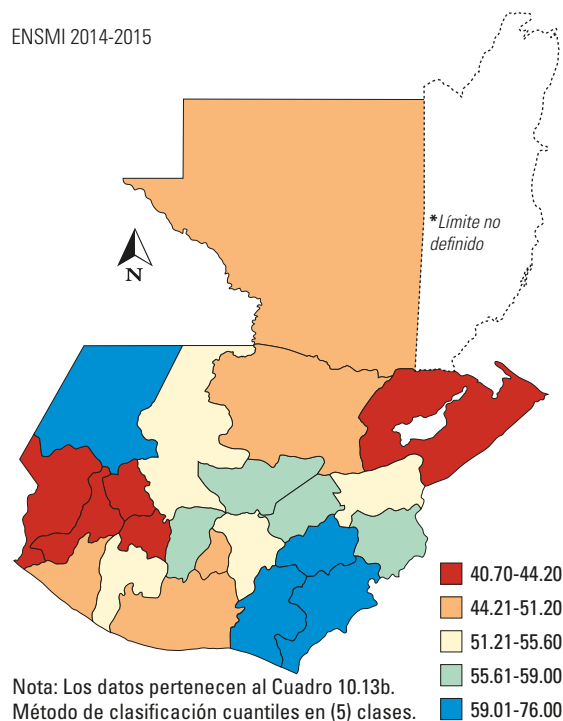 ENSMI 2014-2015
*Límite no
definido
N
40.70-44.20
44.21-51.20
51.21-55.60
55.61-59.00
59.01-76.00
Nota: Los datos pertenecen al Cuadro 10.13b.
Método de clasificación cuantiles en (5) clases.